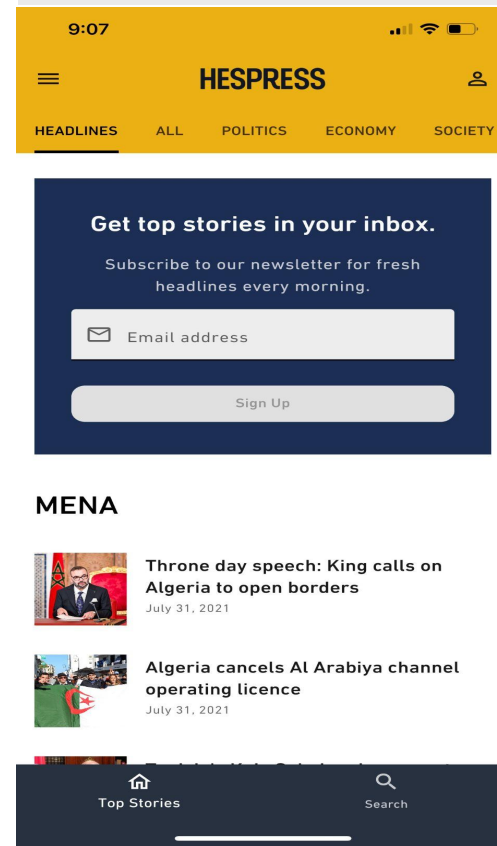 9:07
HESPRESS
HEADLINES ALL POLITICS ECONOMY SOCIETY
Get top stories in your inbox.
Subscribe to our newsletter for fresh
headlines every morning.
Email address
Sign Up
MENA
Throne day speech: King calls on
Algeria to open borders
July 31, 2021
Algeria cancels Al Arabiya channel
operating licence
July 31, 2021
Top Stories
Search